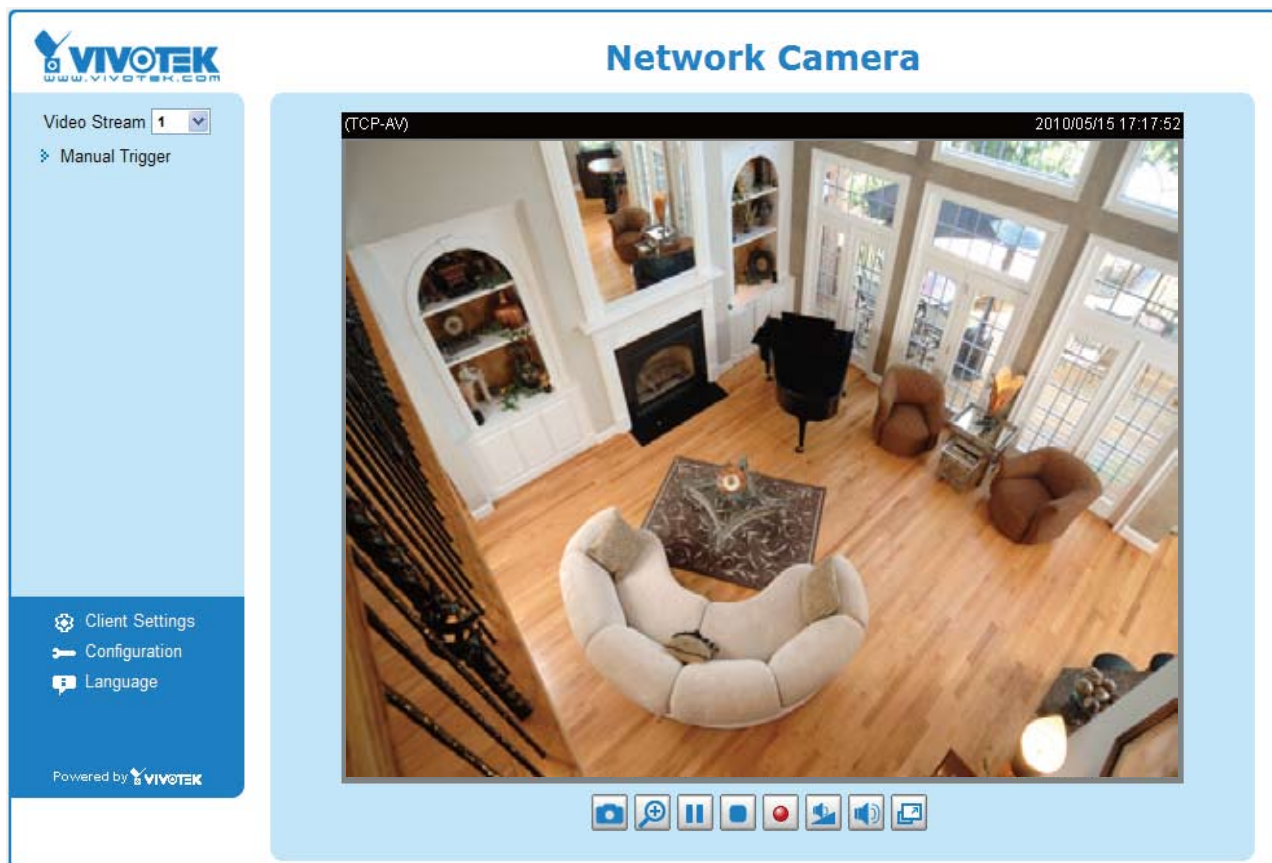 VIVOTEK
www.vivotek.com
Network Camera
Video Stream 1
Manual Trigger
(TCP-AV) 2010/05/15 17:17:52
Client Settings
Configuration
Language
Powered by VIVOTEK